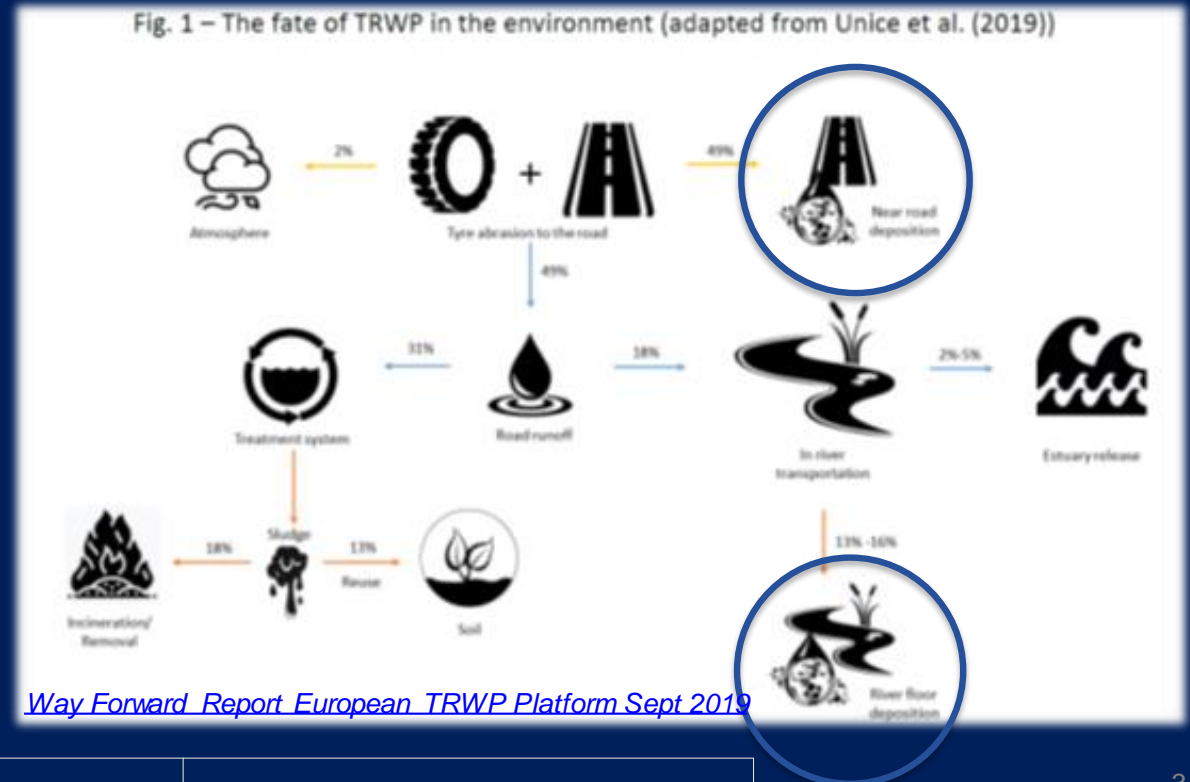 Fig. 1 – The fate of TRWP in the environment (adapted from Unice et al. (2019))
2%
49%
Near road
deposition
Atmosphere
Tyre abrasion to the road
49%
31%
18%
2%-5%
Treatment system
Road runoff
In river
transportation
Estuary release
Sludge
13% -16%
18%
13%
Reuse
Incineration/
Removal
Soil
River floor
deposition
Way Forward Report European TRWP Platform Sept 2019
3